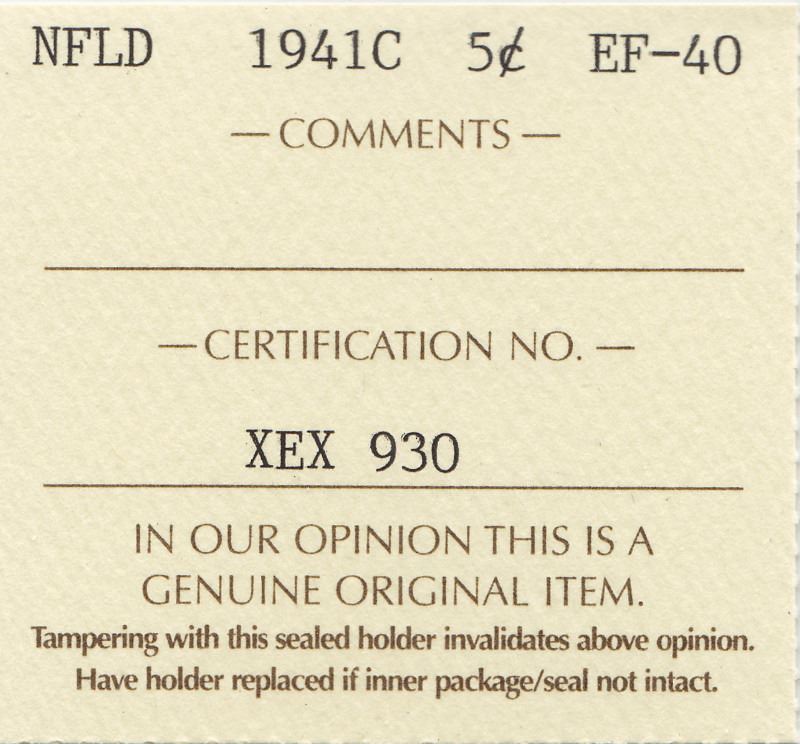 NFLD 1941C 5¢ EF-40
— COMMENTS —
— CERTIFICATION NO. —
XEX 930
IN OUR OPINION THIS IS A
GENUINE ORIGINAL ITEM.
Tampering with this sealed holder invalidates above opinion.
Have holder replaced if inner package/seal not intact.